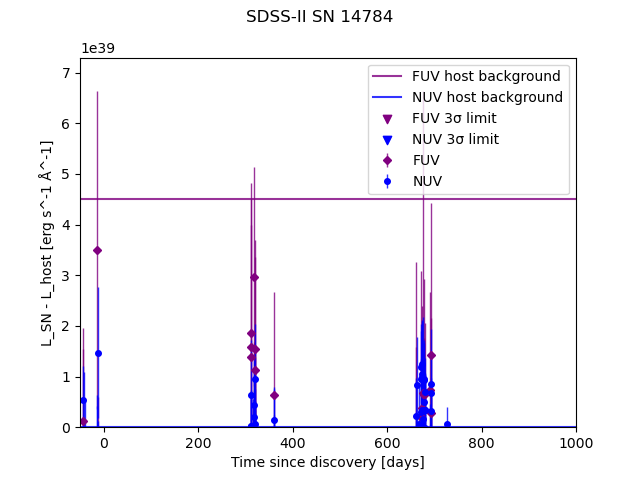 SDSS-II SN 14784
1e39
7
6
5
4
3
2
1
0
L_SN - L_host [erg s^-1 Å^-1]
FUV host background
NUV host background
FUV 3σ limit
NUV 3σ limit
FUV
NUV
0 200 400 600 800 1000
Time since discovery [days]